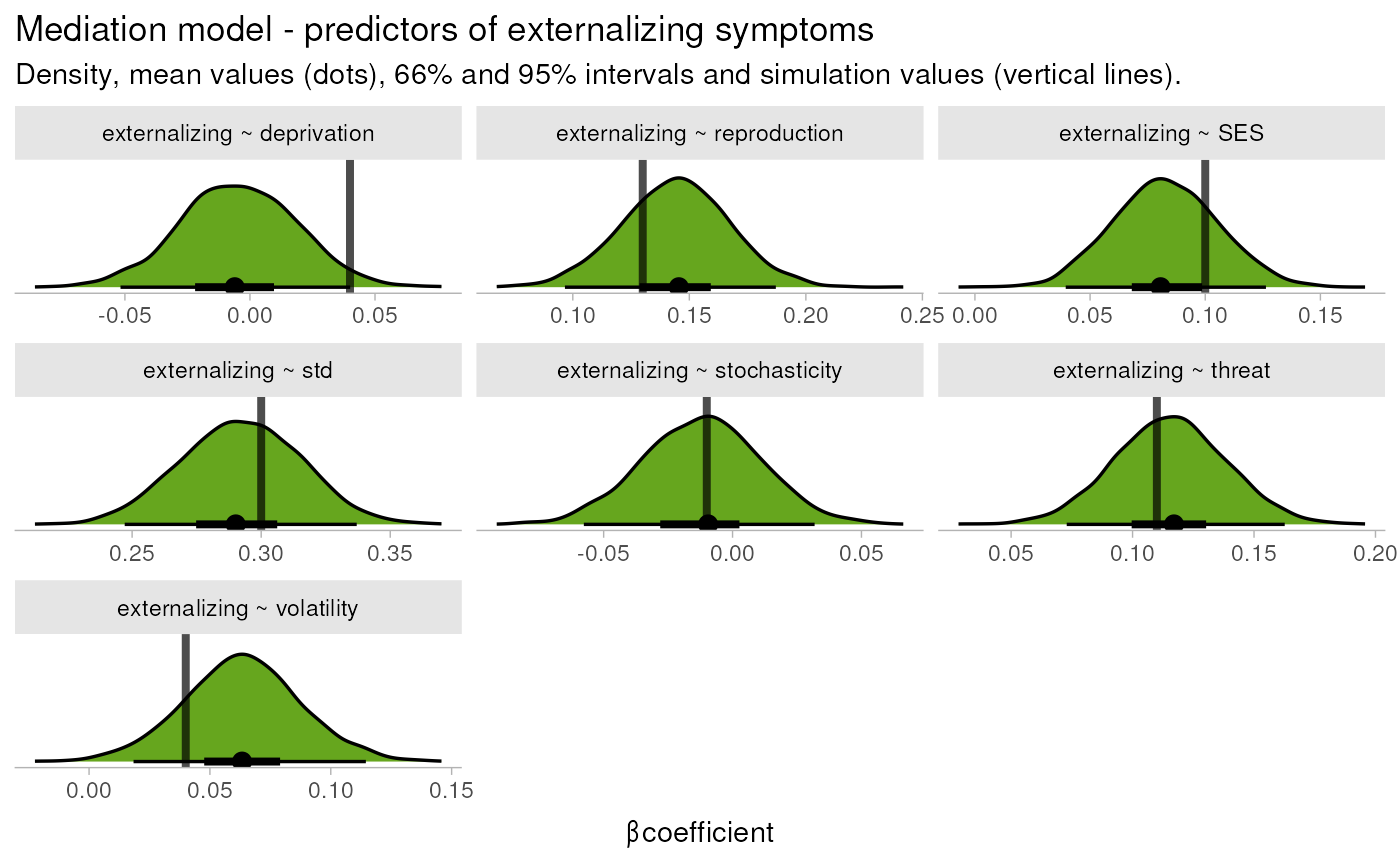 Mediation model - predictors of externalizing symptoms
Density, mean values (dots), 66% and 95% intervals and simulation values (vertical lines).
externalizing ~ deprivation
externalizing ~ reproduction
externalizing ~ SES
-0.05 0.00 0.05
0.10 0.15 0.20 0.25
0.00 0.05 0.10 0.15
externalizing ~ std
externalizing ~ stochasticity
externalizing ~ threat
0.25 0.30 0.35
-0.05 0.00 0.05
0.05 0.10 0.15 0.20
externalizing ~ volatility
0.00 0.05 0.10 0.15
βcoefficient